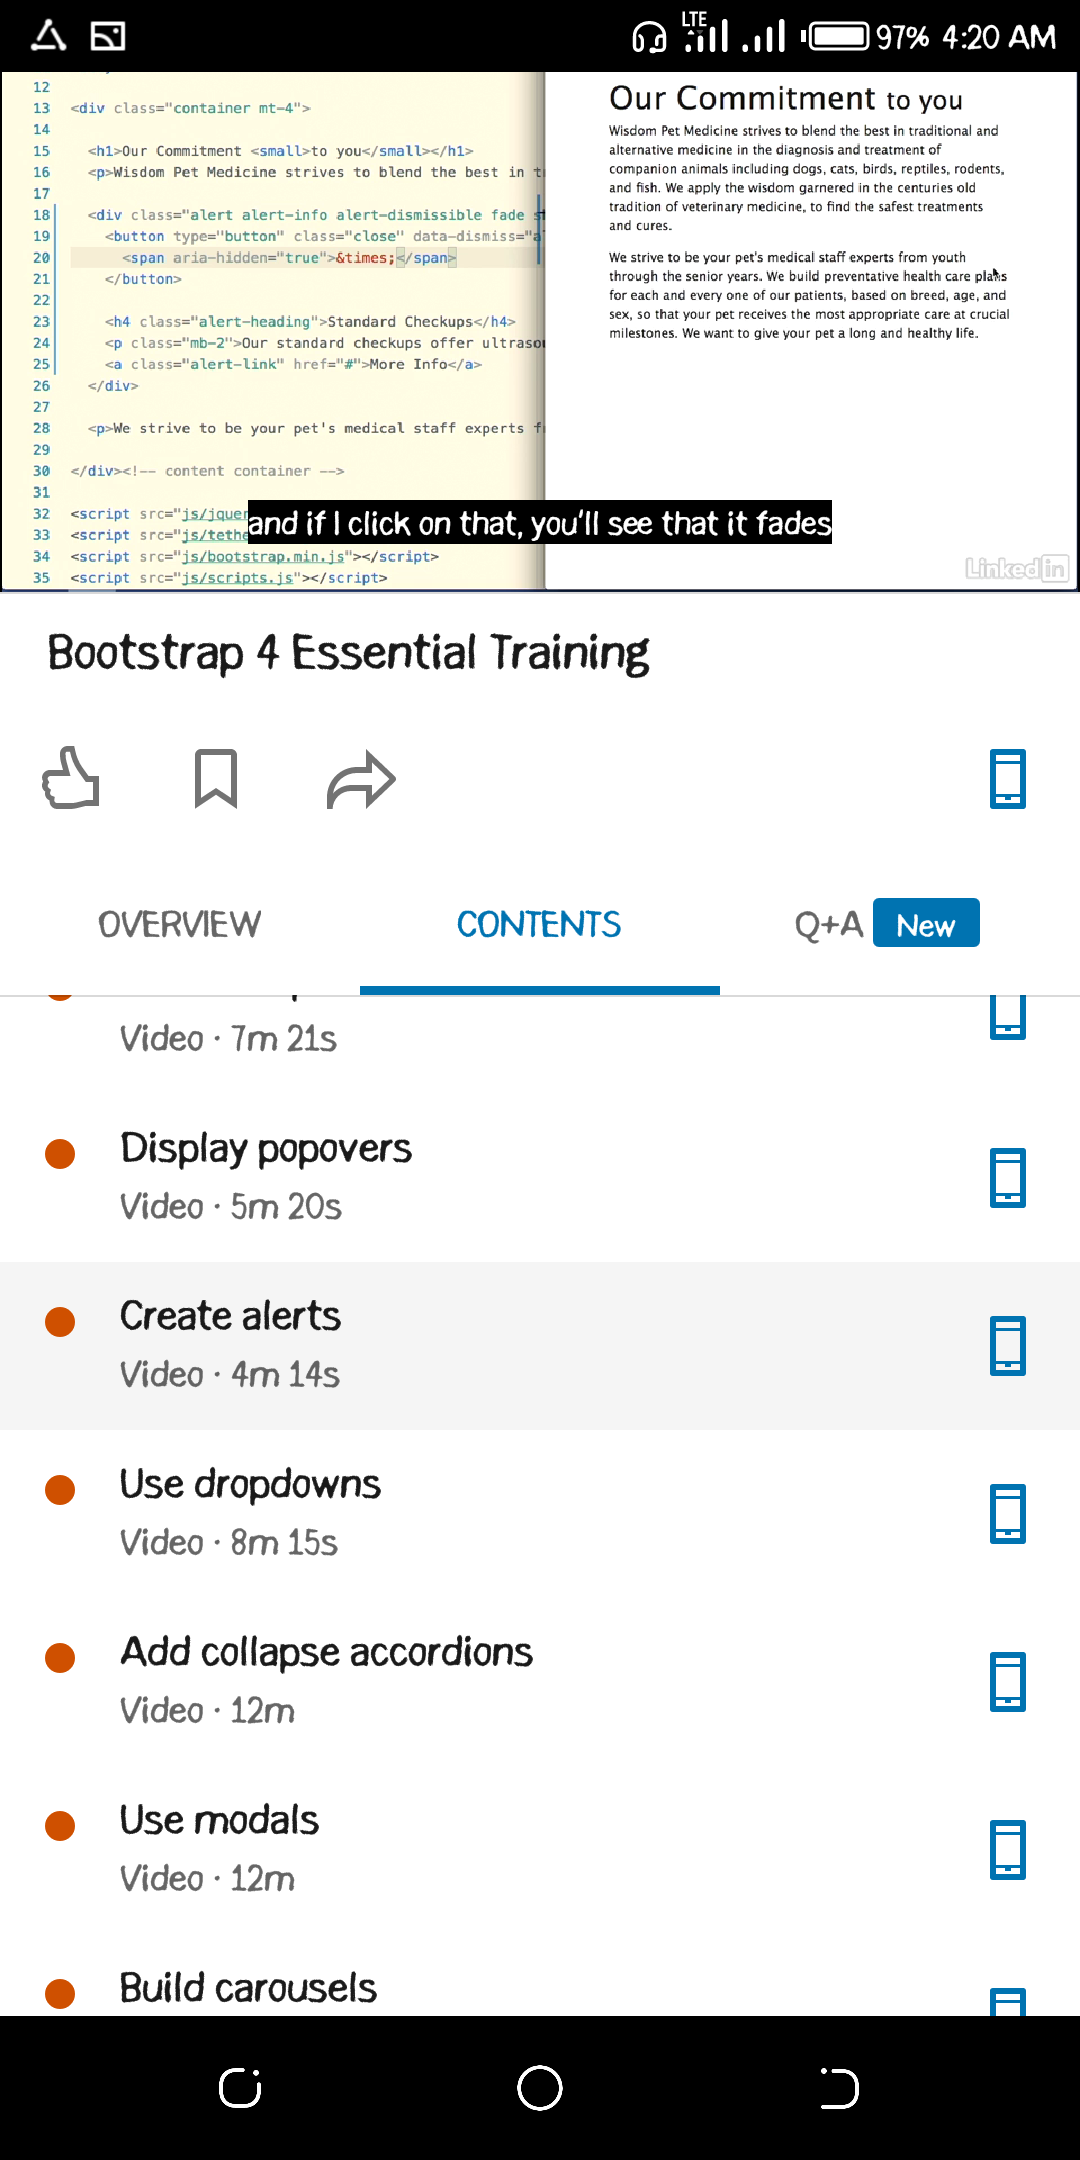 LTE
97% 4:20 AM
12
13 <div class="container mt-4">
14
15 <h1>Our Commitment <small>to you</small></h1>
16 <p>Wisdom Pet Medicine strives to blend the best in
17
18 <div class="alert alert-info alert-dismissible fade
19 <button type="button" class="close" data-dismiss="a
20 <span aria-hidden="true">&times;</span>
21 </button>
22
23 <h4 class="alert-heading">Standard Checkups</h4>
24 <p class="mb-2">Our standard checkups offer ultrasou
25 <a class="alert-link" href="#">More Info</a>
26 </div>
27
28 <p>We strive to be your pet's medical staff experts f
29
30 </div><!-- content container -->
31
32 <script src="js/jquer
33 <script src="js/tethe
34 <script src="js/bootstrap.min.js"></script>
35 <script src="js/scripts.js"></script>
Our Commitment to you
Wisdom Pet Medicine strives to blend the best in traditional and
alternative medicine in the diagnosis and treatment of
companion animals including dogs, cats, birds, reptiles, rodents,
and fish. We apply the wisdom garnered in the centuries old
tradition of veterinary medicine, to find the safest treatments
and cures.
We strive to be your pet's medical staff experts from youth
through the senior years. We build preventative health care plans
for each and every one of our patients, based on breed, age, and
sex, so that your pet receives the most appropriate care at crucial
milestones. We want to give your pet a long and healthy life.
and if I click on that, you'll see that it fades
Linked in
Bootstrap 4 Essential Training
OVERVIEW
CONTENTS
Q+A New
Video · 7m 21s
Display popovers
Video · 5m 20s
Create alerts
Video · 4m 14s
Use dropdowns
Video · 8m 15s
Add collapse accordions
Video · 12m
Use modals
Video · 12m
Build carousels